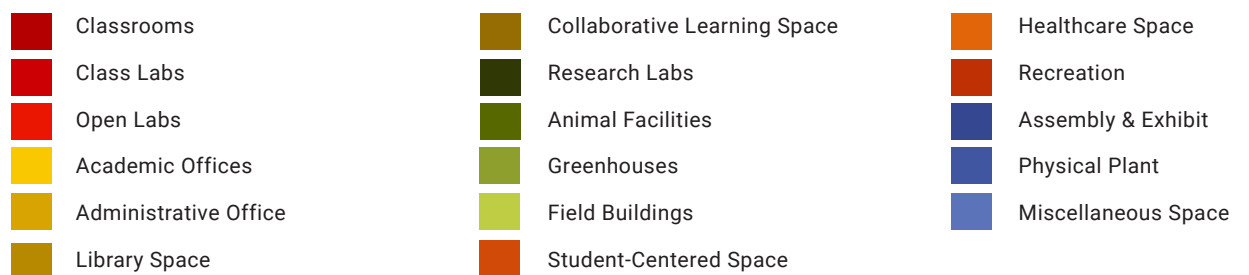 Classrooms
Class Labs
Open Labs
Academic Offices
Administrative Office
Library Space
Collaborative Learning Space
Research Labs
Animal Facilities
Greenhouses
Field Buildings
Student-Centered Space
Healthcare Space
Recreation
Assembly & Exhibit
Physical Plant
Miscellaneous Space